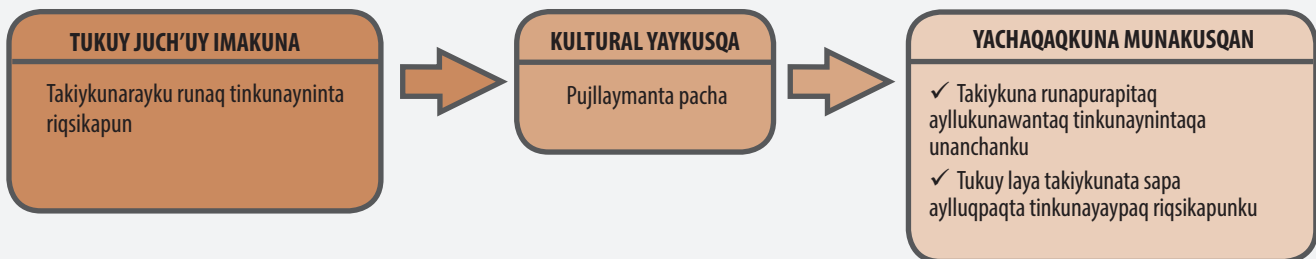 TUKUY JUCH’UY IMAKUNA
Takiykunarayku runaq tinkunayninta
riqsikapun
KULTURAL YAYKUSQA
Pujllaymanta pacha
YACHAQAQKUNA MUNAKUSQAN
✓ Takiykuna runapurapitaq
ayllukunawantaq tinkunaynintaqa
unanchanku
✓ Tukuy laya takiykunata sapa
aylluqpaqta tinkunayaypaq riqsikapunku